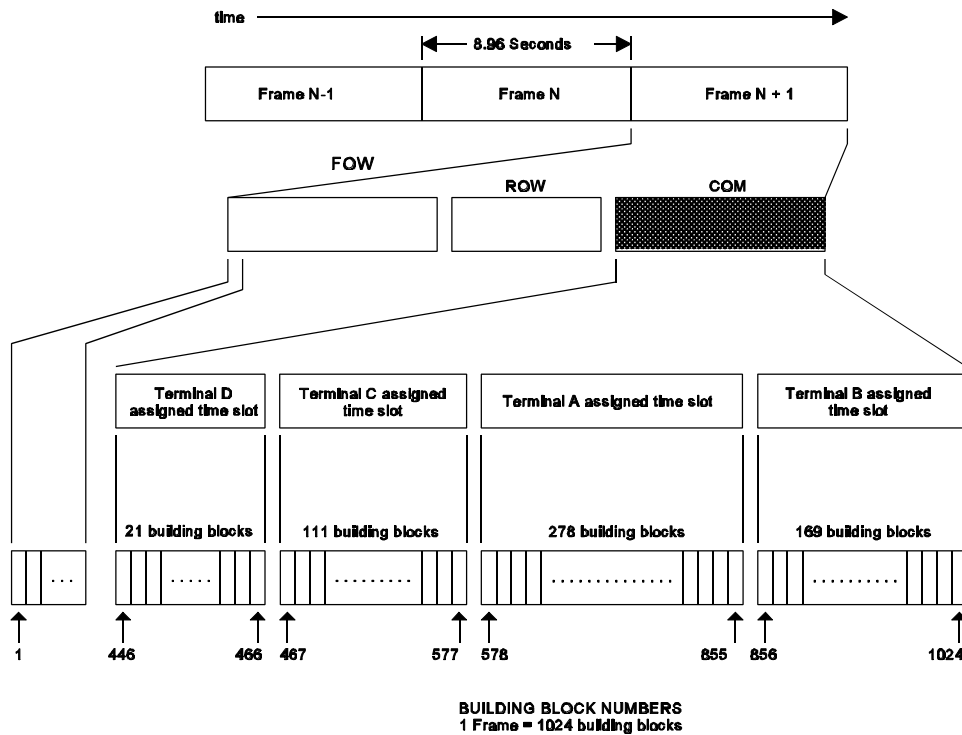 time
8.96 Seconds
Frame N-1
Frame N
Frame N + 1
FOW
ROW
COM
Terminal D
assigned time slot
Terminal C assigned
time slot
Terminal A assigned time slot
Terminal B assigned
time slot
21 building blocks
111 building blocks
278 building blocks
169 building blocks
1
446
466
467
577
578
855
856
1024
BUILDING BLOCK NUMBERS
1 Frame = 1024 building blocks